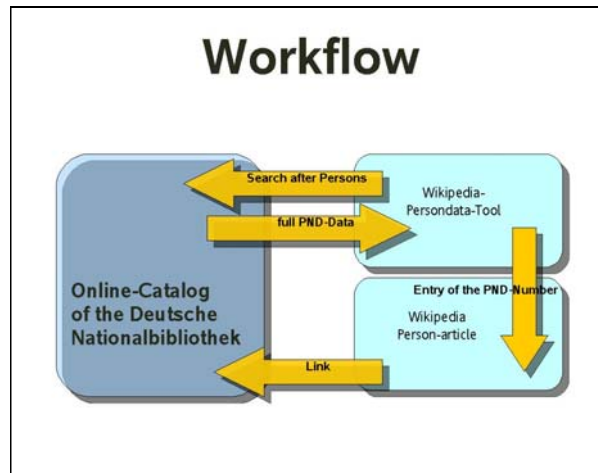 Workflow
Search after Persons
Wikipedia-
Persondata-Tool
full PND-Data
Online-Catalog
of the Deutsche
Nationalbibliothek
Entry of the PND-Number
Wikipedia
Person-article
Link